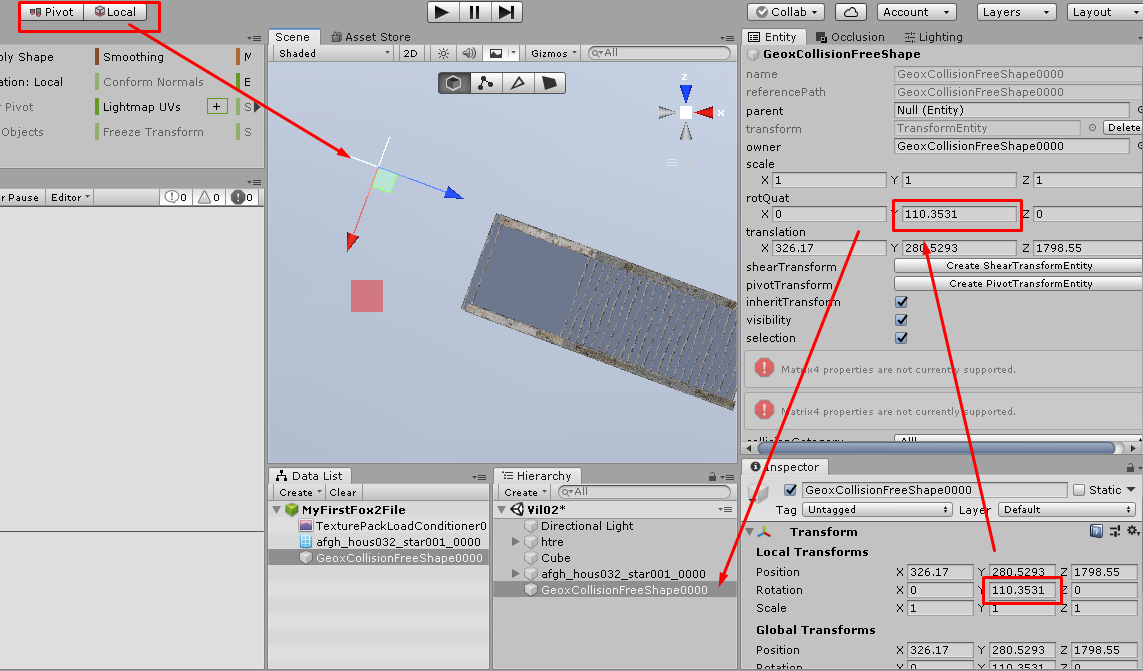 Pivot Local
Collab Account Layers Layout
Shape
Smoothing
M
ation: Local
Conform Normals
E
Pivot
Lightmap UVs
+
S
Objects
Freeze Transform
S
r Pause Editor
0 0 0
Scene Asset Store
Shaded 2D Gizmos All
z
x
Data List
Create Clear
MyFirstFox2File
TexturePackLoadConditioner0
afgh_hous032_star001_0000
GeoxCollisionFreeShape0000
Hierarchy
Create All
Vil02*
Directional Light
htre
Cube
afgh_hous032_star001_0000
GeoxCollisionFreeShape0000
Entity Occlusion Lighting
GeoxCollisionFreeShape
name GeoxCollisionFreeShape0000
referencePath GeoxCollisionFreeShape0000
parent Null (Entity)
transform TransformEntity Delete
owner GeoxCollisionFreeShape0000
scale
X 1 Y 1 Z 1
rotQuat
X 0 Y 110.3531 Z 0
translation
X 326.17 Y 280.5293 Z 1798.55
shearTransform Create ShearTransformEntity
pivotTransform Create PivotTransformEntity
inheritTransform
visibility
selection
Matrix4 properties are not currently supported.
Matrix4 properties are not currently supported.
Inspector
GeoxCollisionFreeShape0000 Static
Tag Untagged Layer Default
Transform
Local Transforms
Position X 326.17 Y 280.5293 Z 1798.55
Rotation X 0 Y 110.3531 Z 0
Scale X 1 Y 1 Z 1
Global Transforms
Position X 326.17 Y 280.5293 Z 1798.55
Rotation X 0 Y 110.3531 Z 0